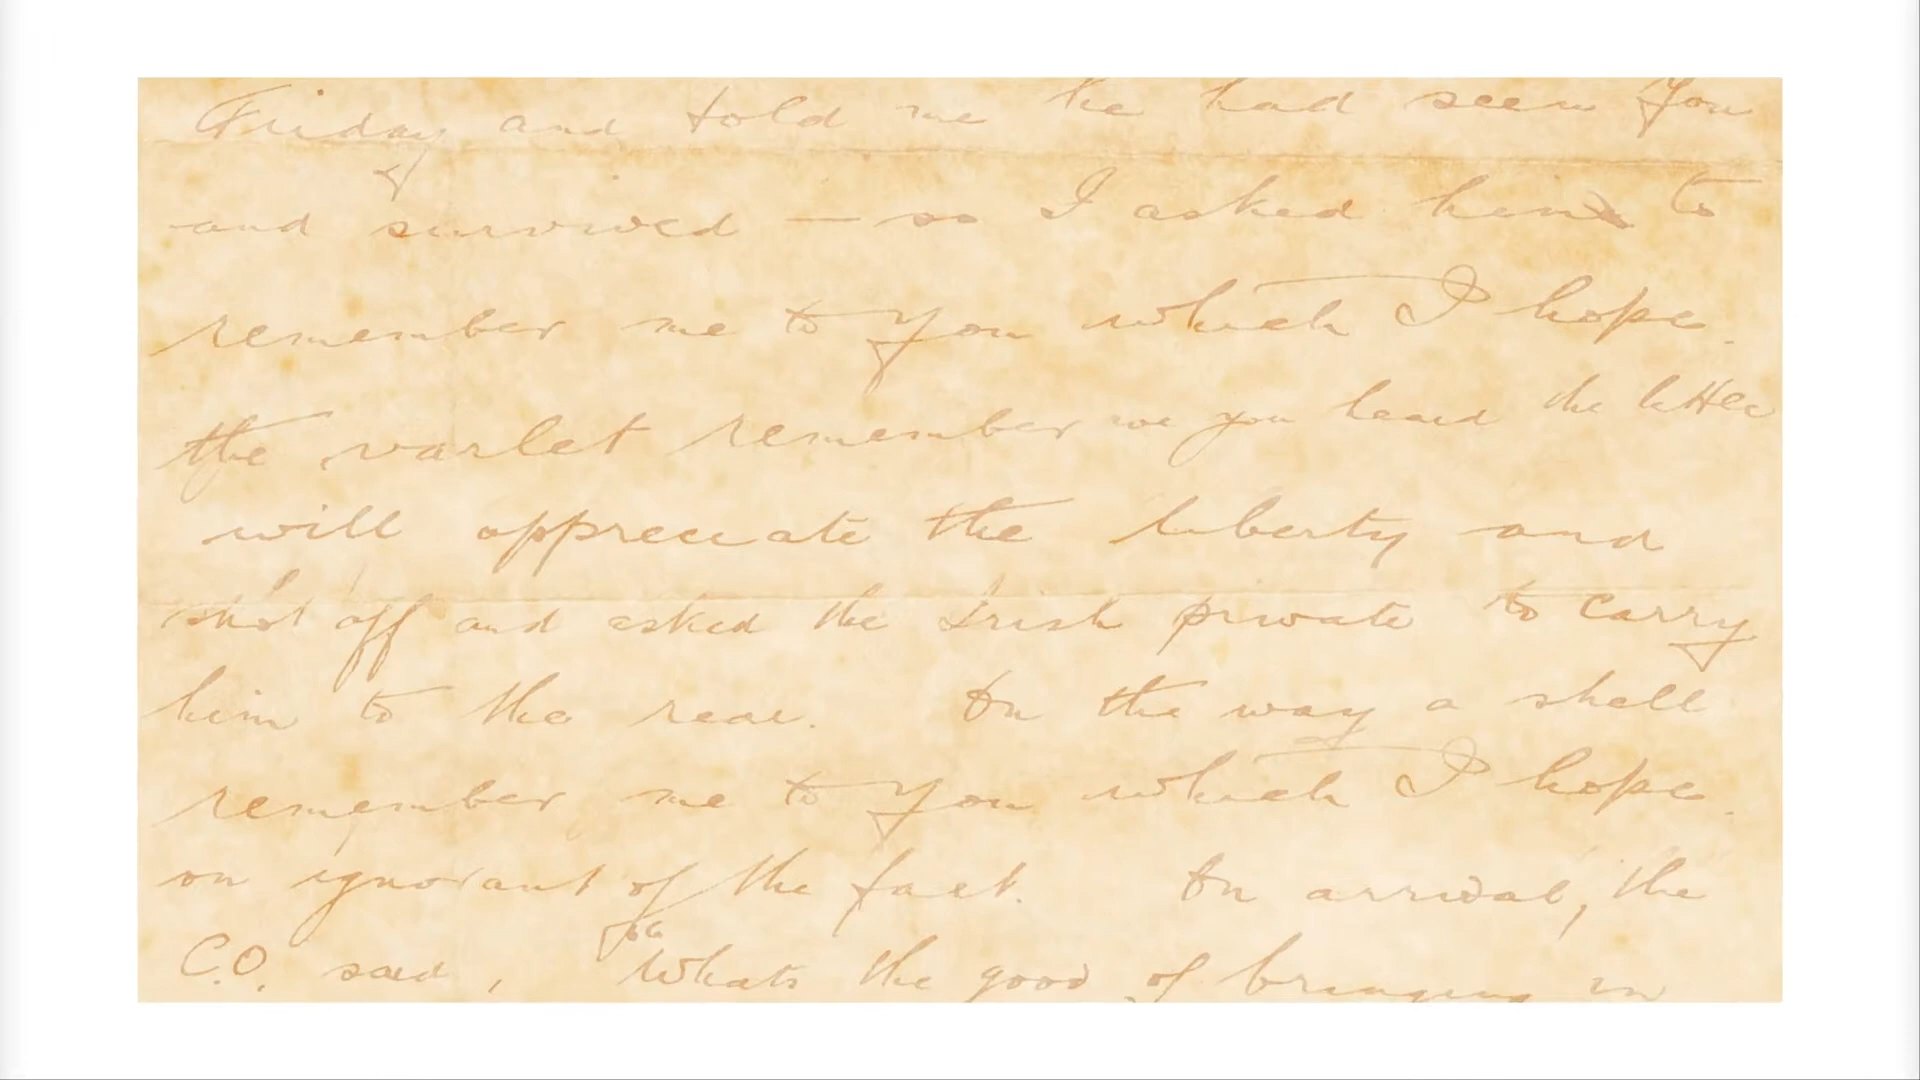 Friday and told me he had seen you
and survived — so I asked him to
remember me to you which I hope.
the varlet remember you heard the
will appreciate the liberty and
shot off and asked the Irish private to carry
him to the rear. On the way a shell
remember me to you which I hope.
on ignorant of the fact. On arrival, the
C.O. said, "Whats the good of bringing in